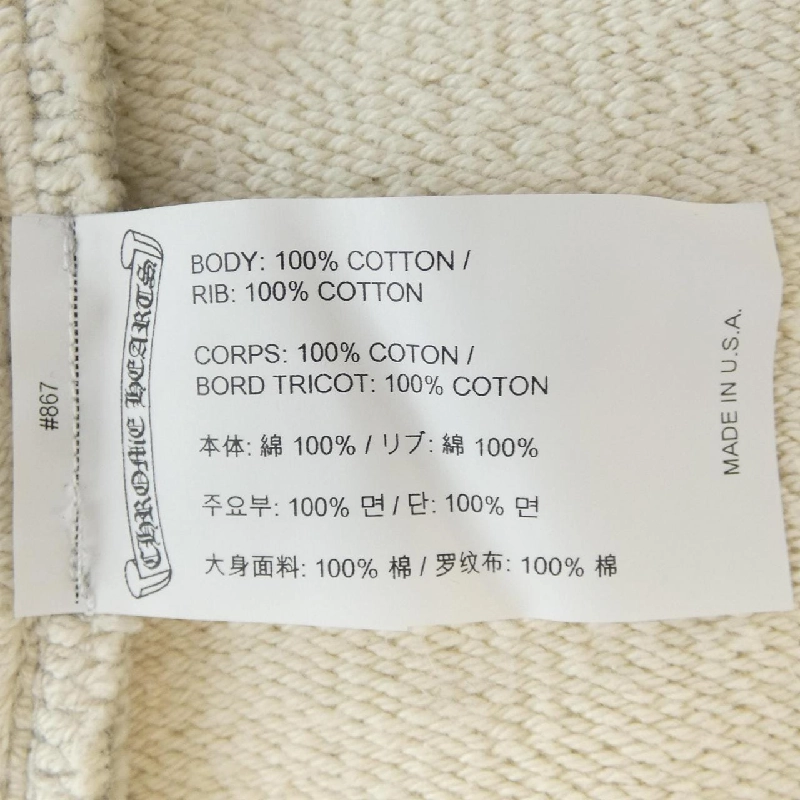 #867
CHROME HEARTS
BODY: 100% COTTON /
RIB: 100% COTTON
CORPS: 100% COTON /
BORD TRICOT: 100% COTON
本体: 綿 100% / リブ: 綿 100%
주요부: 100% 면 / 단: 100% 면
大身面料: 100% 棉 / 罗纹布: 100% 棉
MADE IN U.S.A.